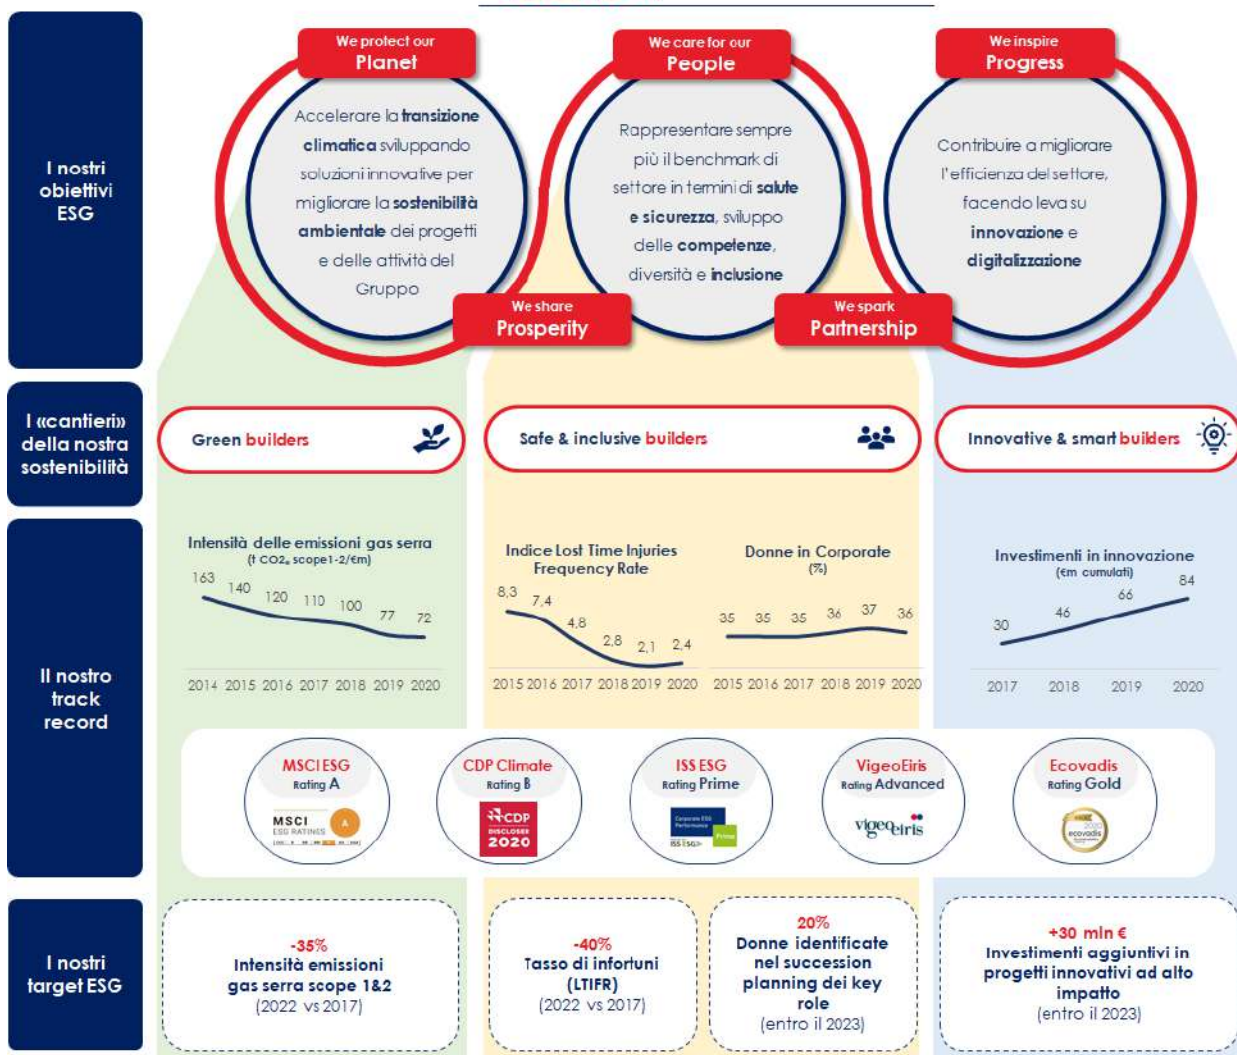 I nostri
obiettivi
ESG
We protect our
Planet
We care for our
People
We inspire
Progress
Accelerare la transizione
climatica sviluppando
soluzioni innovative per
migliorare la sostenibilità
ambientale dei progetti
e delle attività del
Gruppo
Rappresentare sempre
più il benchmark di
settore in termini di salute
e sicurezza, sviluppo
delle competenze,
diversità e inclusione
Contribuire a migliorare
l'efficienza del settore,
facendo leva su
innovazione e
digitalizzazione
We share
Prosperity
We spark
Partnership
I «cantieri»
della nostra
sostenibilità
Green builders
Safe & inclusive builders
Innovative & smart builders
Il nostro
track
record
Intensità delle emissioni gas serra
(t CO2e scope1-2/€m)
163 140 120 110 100 77 72
2014 2015 2016 2017 2018 2019 2020
Indice Lost Time Injuries
Frequency Rate
8,3 7,4 4,8 2,8 2,1 2,4
2015 2016 2017 2018 2019 2020
Donne in Corporate
(%)
35 35 35 36 37 36
2015 2016 2017 2018 2019 2020
Investimenti in innovazione
(€m cumulati)
30 46 66 84
2017 2018 2019 2020
MSCI ESG
Rating A
MSCI
ESG RATINGS
A
CDP Climate
Rating B
CDP
DISCLOSER
2020
ISS ESG
Rating Prime
Corporate ESG
Performance
Prime
ISS ESG
VigeoEiris
Rating Advanced
vigeoeiris
Ecovadis
Rating Gold
2020
ecovadis
I nostri
target ESG
-35%
Intensità emissioni
gas serra scope 1&2
(2022 vs 2017)
-40%
Tasso di infortuni
(LTIFR)
(2022 vs 2017)
20%
Donne identificate
nel succession
planning dei key
role
(entro il 2023)
+30 mln €
Investimenti aggiuntivi in
progetti innovativi ad alto
impatto
(entro il 2023)